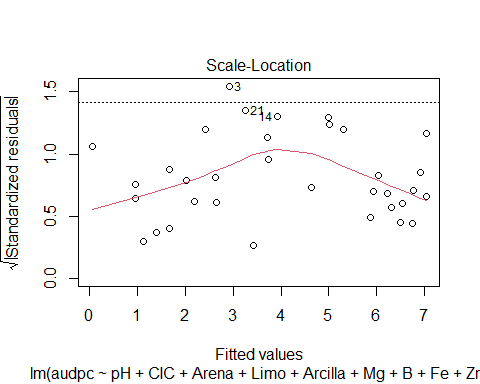 Scale-Location
√|Standardized residuals|
1.5
1.0
0.5
0.0
3
21
14
0 1 2 3 4 5 6 7
Fitted values
lm(audpc ~ pH + CIC + Arena + Limo + Arcilla + Mg + B + Fe + Zn